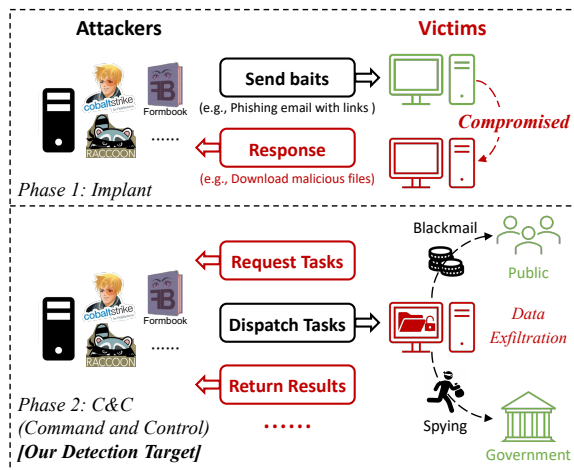 Attackers
Victims
cobaltstrike
Formbook
RACCOON
......
Send baits
(e.g., Phishing email with links )
Response
(e.g., Download malicious files)
Compromised
Phase 1: Implant
cobaltstrike
Formbook
RACCOON
......
Request Tasks
Dispatch Tasks
Return Results
......
Blackmail
Public
Data
Exfiltration
Spying
Government
Phase 2: C&C
(Command and Control)
[Our Detection Target]